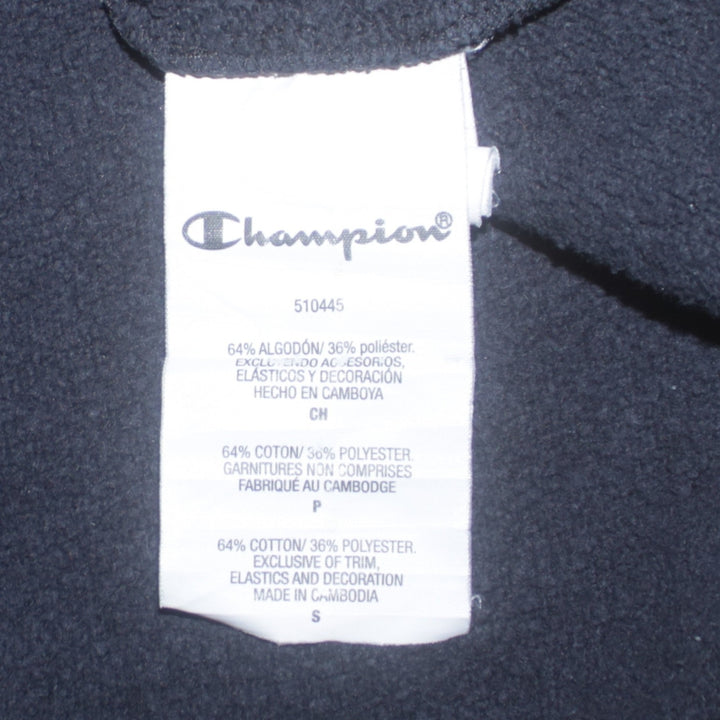 Champion®
510445
64% ALGODÓN/ 36% poliéster.
EXCLUYENDO ACCESORIOS,
ELÁSTICOS Y DECORACIÓN
HECHO EN CAMBOYA
CH
64% COTON/ 36% POLYESTER.
GARNITURES NON COMPRISES
FABRIQUÉ AU CAMBODGE
P
64% COTTON/ 36% POLYESTER.
EXCLUSIVE OF TRIM,
ELASTICS AND DECORATION
MADE IN CAMBODIA
S